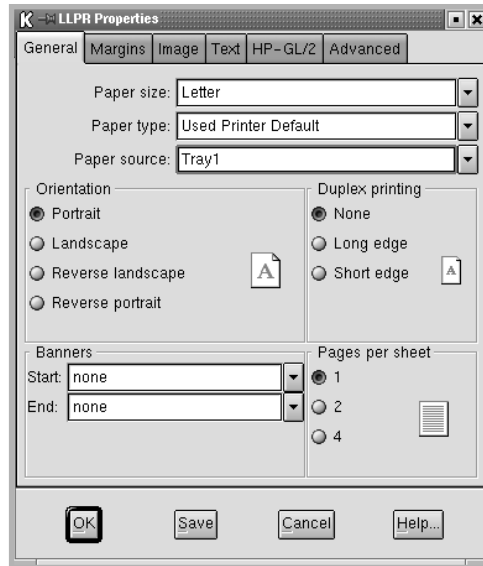 LLPR Properties
General Margins Image Text HP-GL/2 Advanced
Paper size: Letter
Paper type: Used Printer Default
Paper source: Tray1
Orientation
Portrait
Landscape
Reverse landscape
Reverse portrait
A
Duplex printing
None
Long edge
Short edge
A
Banners
Start: none
End: none
Pages per sheet
1
2
4
OK Save Cancel Help...